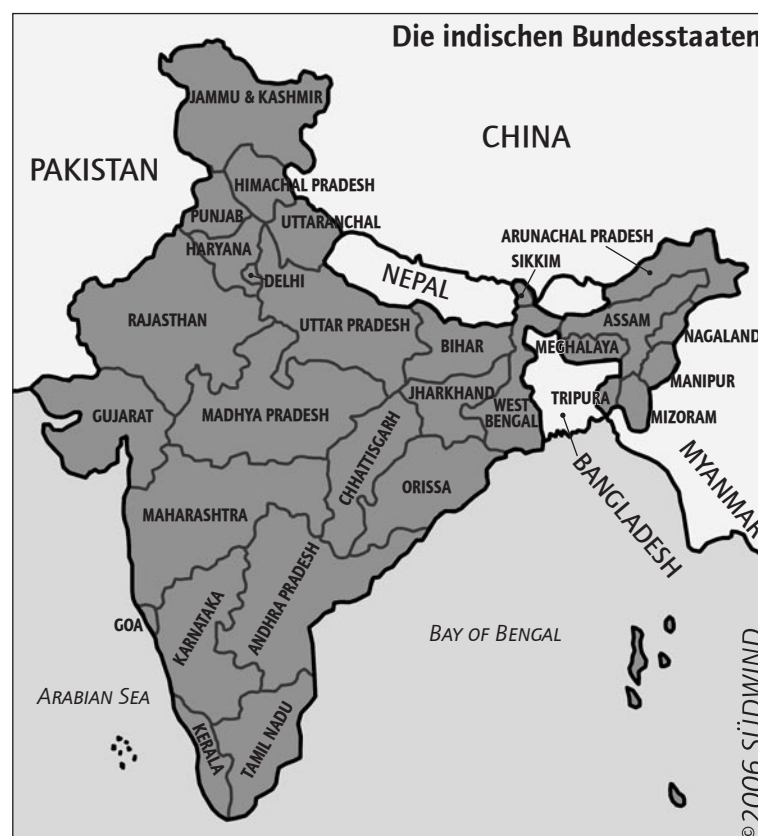 Die indischen Bundesstaaten
JAMMU & KASHMIR
CHINA
PAKISTAN
HIMACHAL PRADESH
PUNJAB
UTTARANCHAL
HARYANA
ARUNACHAL PRADESH
SIKKIM
DELHI
NEPAL
RAJASTHAN
UTTAR PRADESH
ASSAM
NAGALAND
BIHAR
MEGHALAYA
MANIPUR
JHARKHAND
TRIPURA
GUJARAT
MADHYA PRADESH
WEST
BENGAL
MIZORAM
CHHATTISGARH
ORISSA
BANGLADESH
MYANMAR
MAHARASHTRA
ANDHRA PRADESH
KARNATAKA
GOA
BAY OF BENGAL
ARABIAN SEA
KERALA
TAMIL NADU
©2006 SÜDWIND